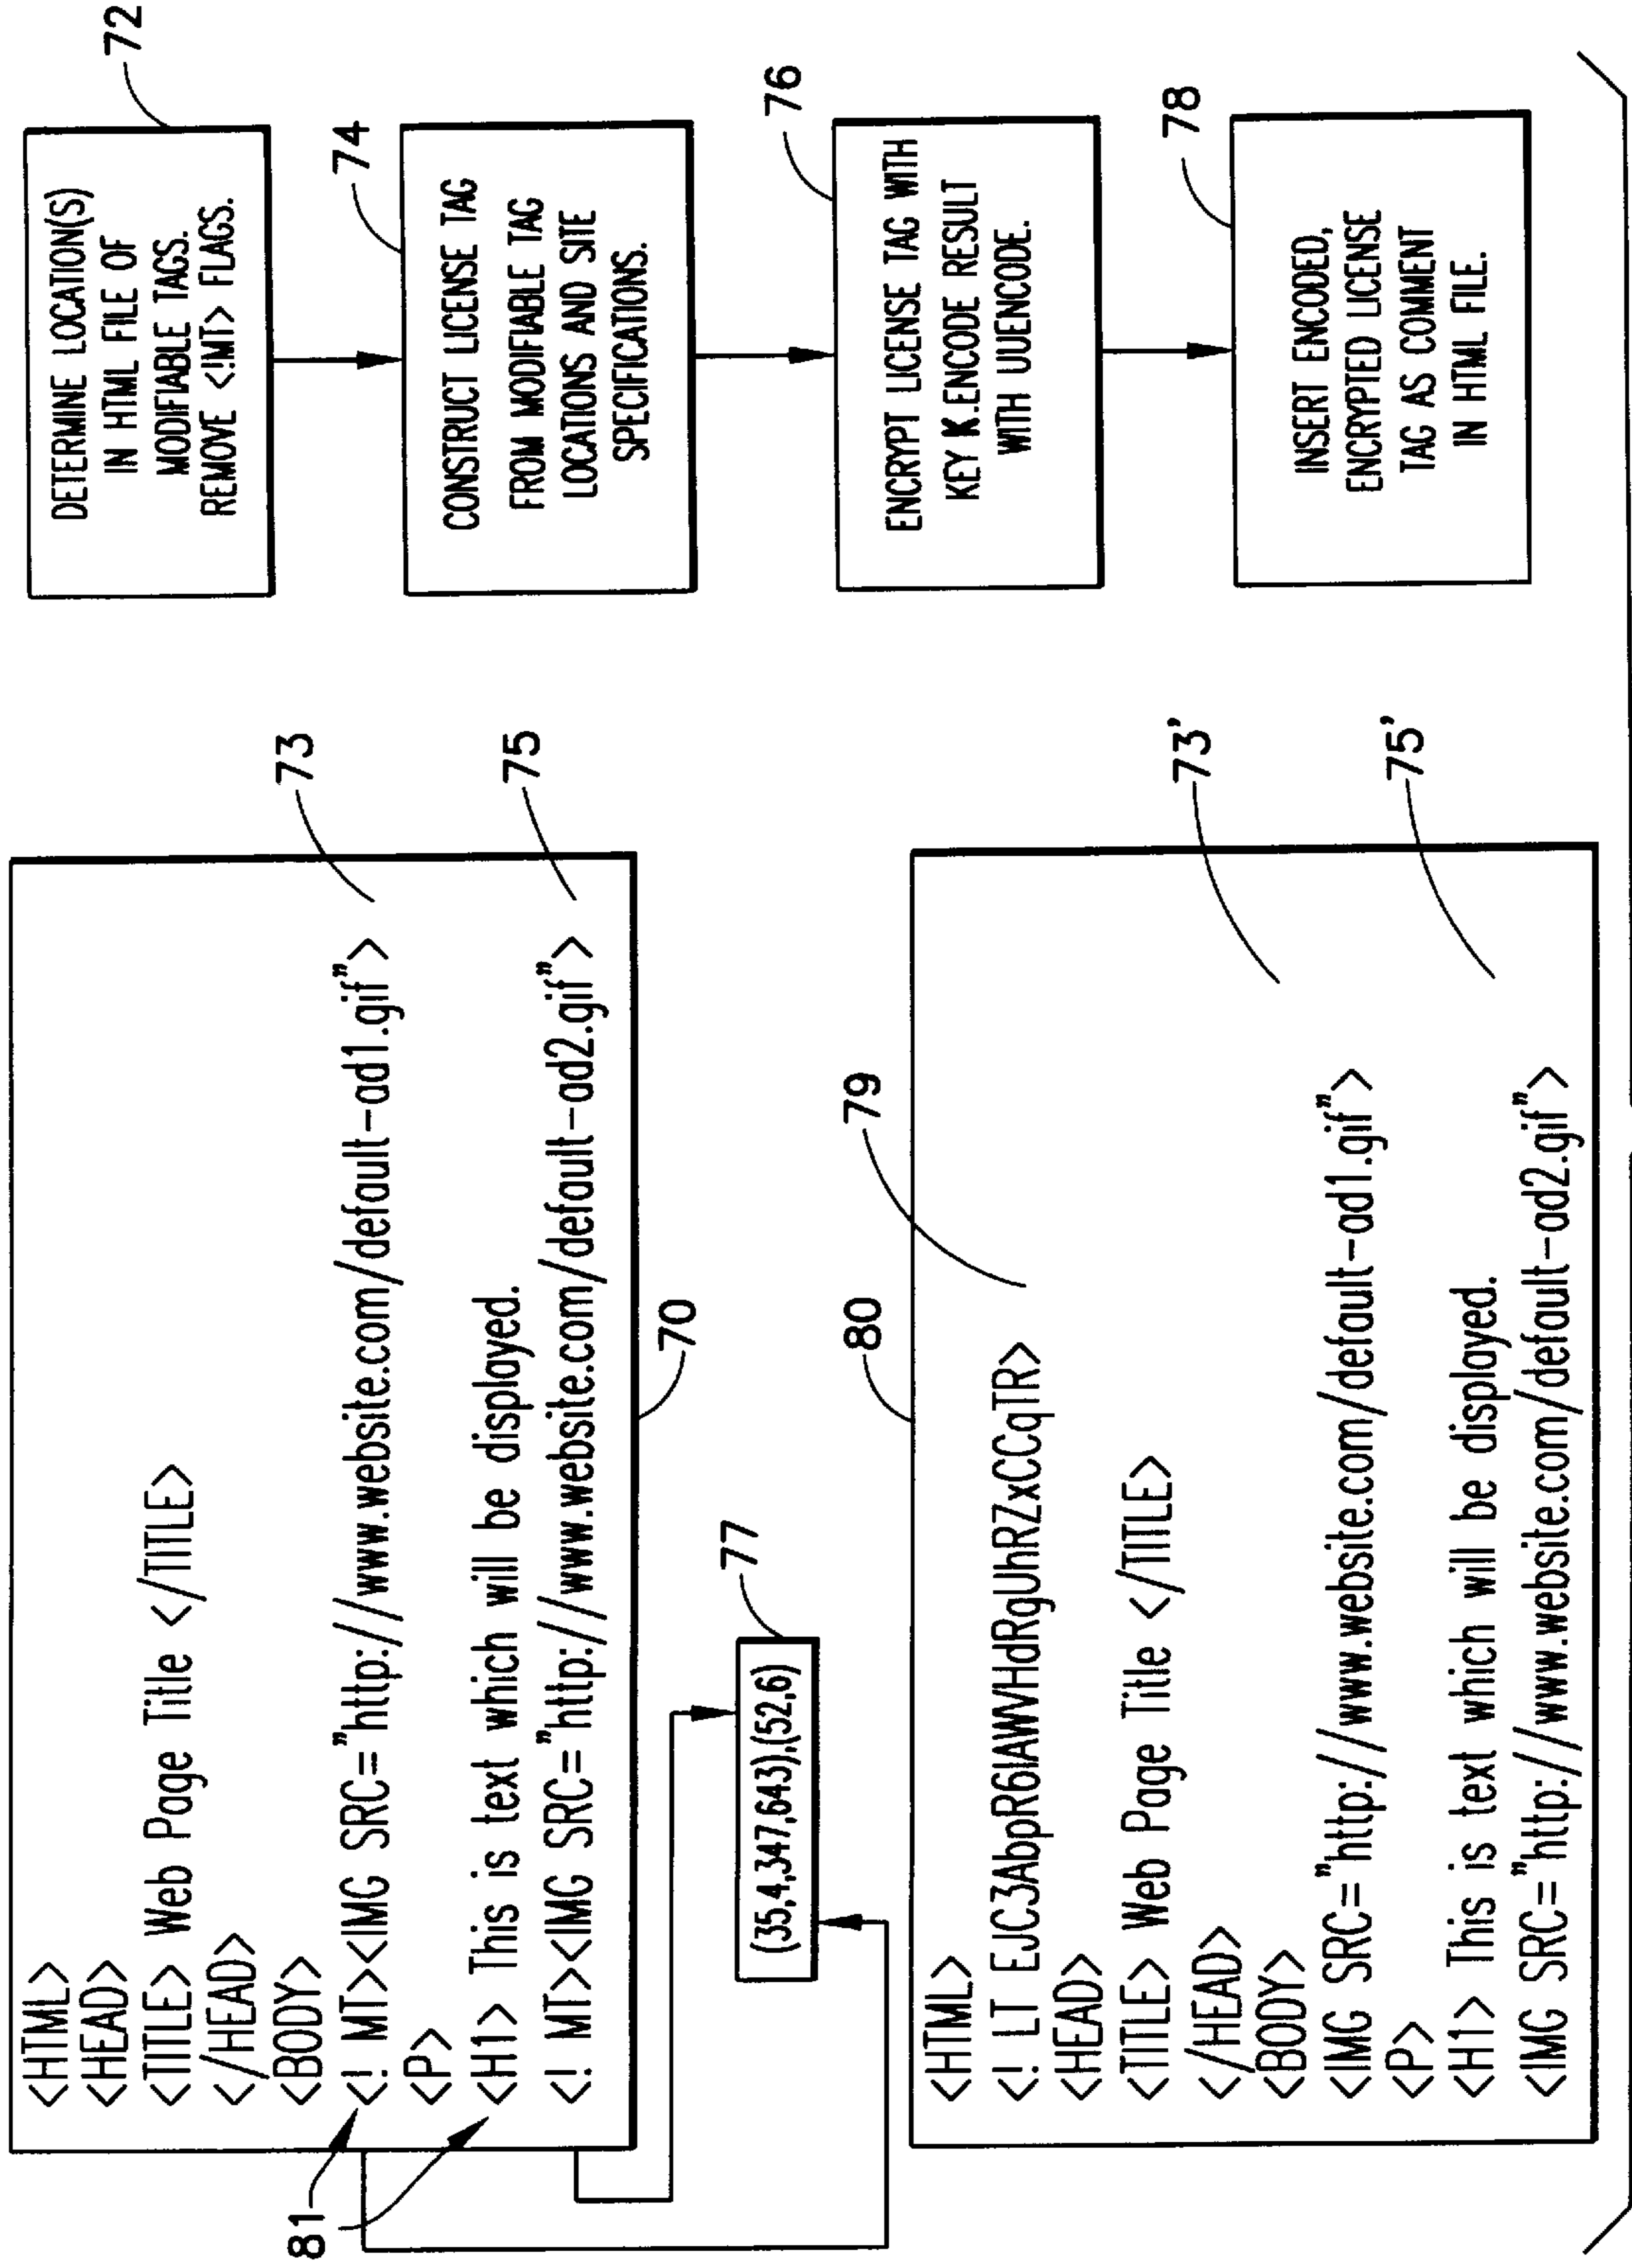 <HTML>
<HEAD>
<TITLE> Web Page Title </TITLE>
</HEAD>
<BODY>
81
<! MT><IMG SRC="http://www.website.com/default-ad1.gif">
73
<P>
<H1> This is text which will be displayed.
<! MT><IMG SRC="http://www.website.com/default-ad2.gif">
75
70
77
(35,4,347,643),(52,6)
80
79
<HTML>
<! LT EJC3AbpR6IAWVHdRqUhRZxCCqTR>
<HEAD>
<TITLE> Web Page Title </TITLE>
</HEAD>
<BODY>
<IMG SRC="http://www.website.com/default-ad1.gif">
73'
<P>
<H1> This is text which will be displayed.
<IMG SRC="http://www.website.com/default-ad2.gif">
75'
72
DETERMINE LOCATION(S)
IN HTML FILE OF
MODIFIABLE TAGS.
REMOVE <!MT> FLAGS.
74
CONSTRUCT LICENSE TAG
FROM MODIFIABLE TAG
LOCATIONS AND SITE
SPECIFICATIONS.
76
ENCRYPT LICENSE TAG WITH
KEY K.ENCODE RESULT
WITH UUENCODE.
78
INSERT ENCODED,
ENCRYPTED LICENSE
TAG AS COMMENT
IN HTML FILE.